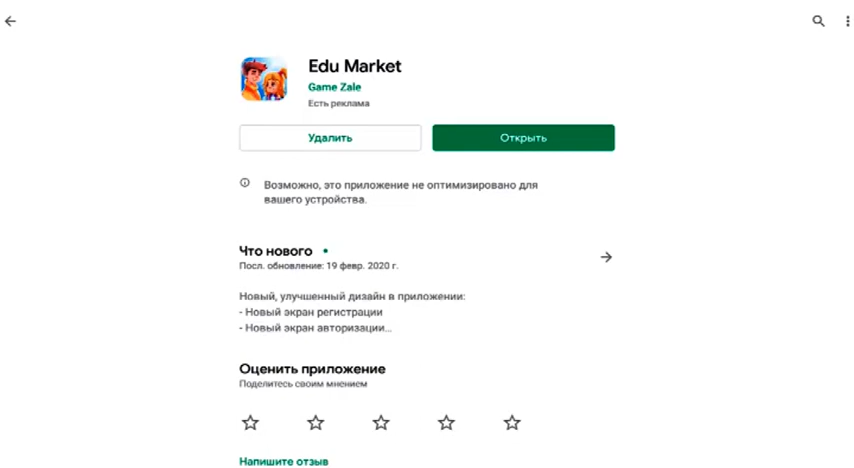 Edu Market
Game Zale
Есть реклама
Удалить
Открыть
Возможно, это приложение не оптимизировано для
вашего устройства.
Что нового
Посл. обновление: 19 февр. 2020 г.
Новый, улучшенный дизайн в приложении:
- Новый экран регистрации
- Новый экран авторизации...
Оценить приложение
Поделитесь своим мнением
Напишите отзыв